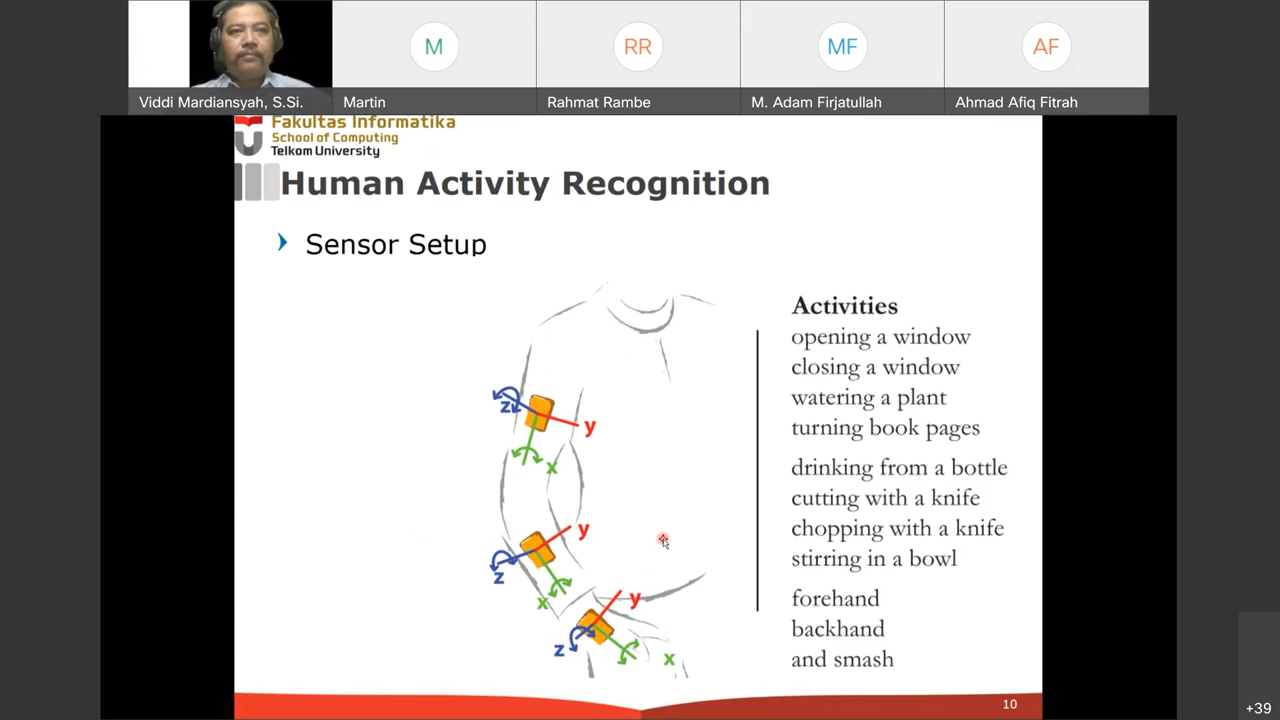 M
RR
MF
AF
Viddi Mardiansyah, S.Si.
Martin
Rahmat Rambe
M. Adam Firjatullah
Ahmad Afiq Fitrah
Fakultas Informatika
School of Computing
Telkom University
Human Activity Recognition
Sensor Setup
Activities
opening a window
closing a window
watering a plant
turning book pages
drinking from a bottle
cutting with a knife
chopping with a knife
stirring in a bowl
forehand
backhand
and smash
z
y
x
y
z
x
y
z
x
10
+39